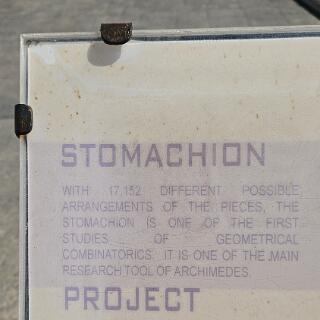 STOMACHION
WITH 17,152 DIFFERENT POSSIBLE
ARRANGEMENTS OF THE PIECES, THE
STOMACHION IS ONE OF THE FIRST
STUDIES OF GEOMETRICAL
COMBINATORICS. IT IS ONE OF THE MAIN
RESEARCH TOOL OF ARCHIMEDES.
PROJECT